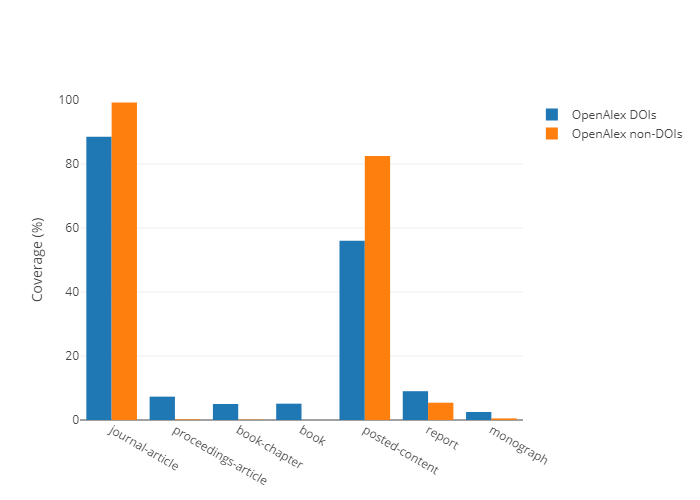 100
80
60
40
20
0
Coverage (%)
journal-article
proceedings-article
book-chapter
book
posted-content
report
monograph
OpenAlex DOIs
OpenAlex non-DOIs